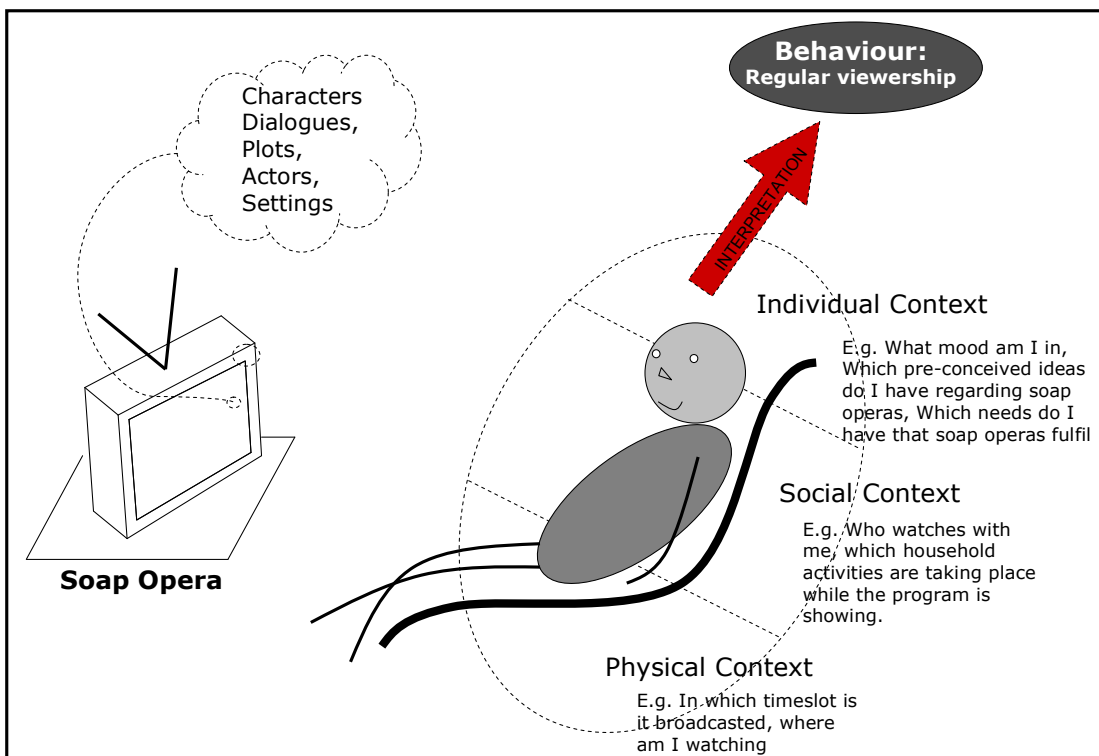 Behaviour:
Regular viewership
Characters
Dialogues,
Plots,
Actors,
Settings
INTERPRETATION
Individual Context
E.g. What mood am I in,
Which pre-conceived ideas
do I have regarding soap
operas, Which needs do I
have that soap operas fulfil
Social Context
E.g. Who watches with
me, which household
activities are taking place
while the program is
showing.
Soap Opera
Physical Context
E.g. In which timeslot is
it broadcasted, where
am I watching